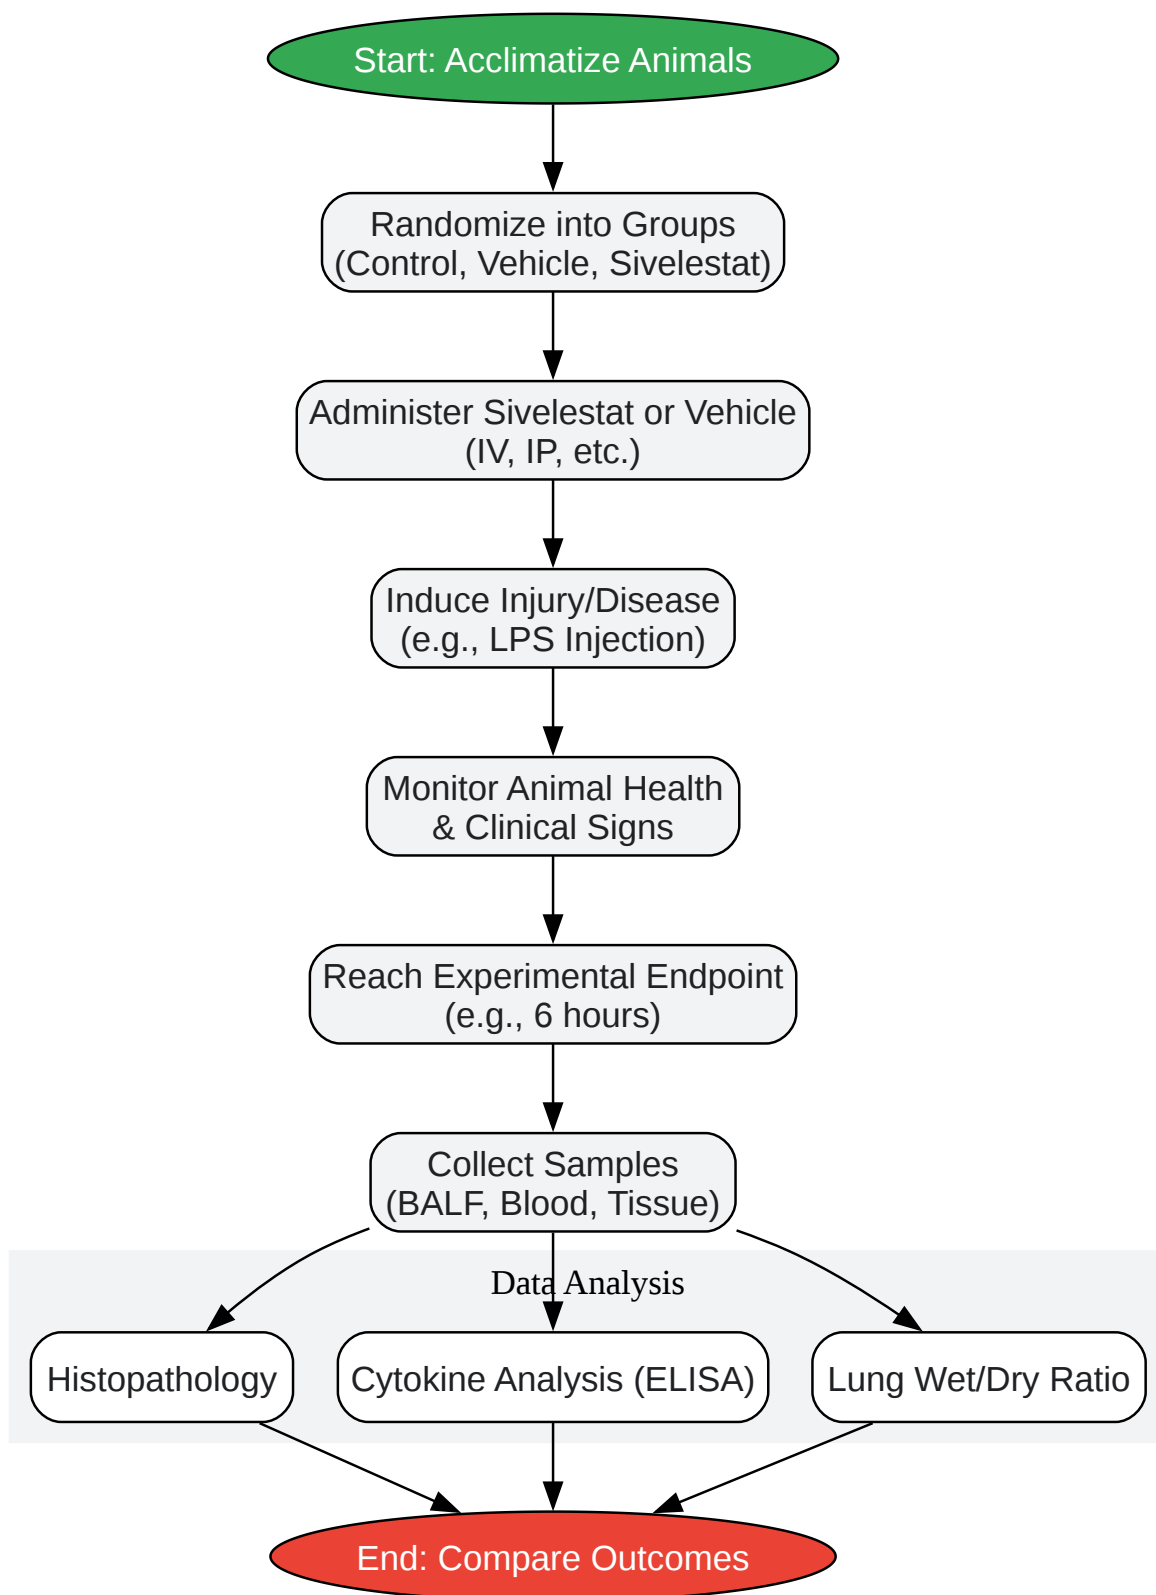 Start: Acclimatize Animals
Randomize into Groups
(Control, Vehicle, Sivelestat)
Administer Sivelestat or Vehicle
(IV, IP, etc.)
Induce Injury/Disease
(e.g., LPS Injection)
Monitor Animal Health
& Clinical Signs
Reach Experimental Endpoint
(e.g., 6 hours)
Collect Samples
(BALF, Blood, Tissue)
Data Analysis
Histopathology
Cytokine Analysis (ELISA)
Lung Wet/Dry Ratio
End: Compare Outcomes